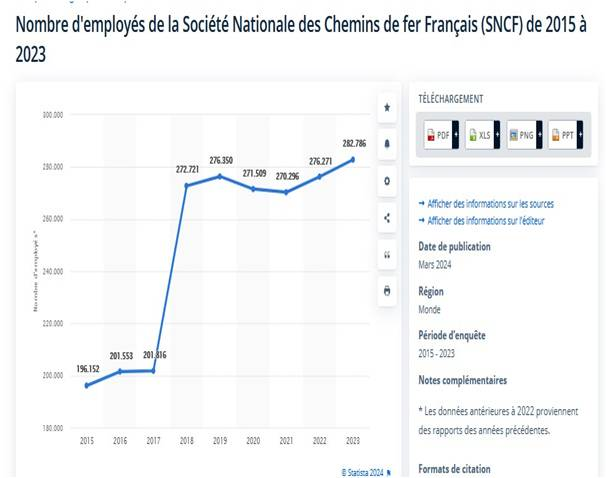 Nombre d'employés de la Société Nationale des Chemins de fer Français (SNCF) de 2015 à
2023
300.000
280.000
260.000
240.000
220.000
200.000
180.000
Nombre d'employés*
196.152
201.553
201.816
272.721
276.350
271.509
270.296
276.271
282.786
2015 2016 2017 2018 2019 2020 2021 2022 2023
© Statista 2024
TÉLÉCHARGEMENT
PDF + XLS + PNG + PPT +
→ Afficher des informations sur les sources
→ Afficher des informations sur l'éditeur
Date de publication
Mars 2024
Région
Monde
Période d'enquête
2015 - 2023
Notes complémentaires
* Les données antérieures à 2022 proviennent
des rapports des années précédentes.
Formats de citation